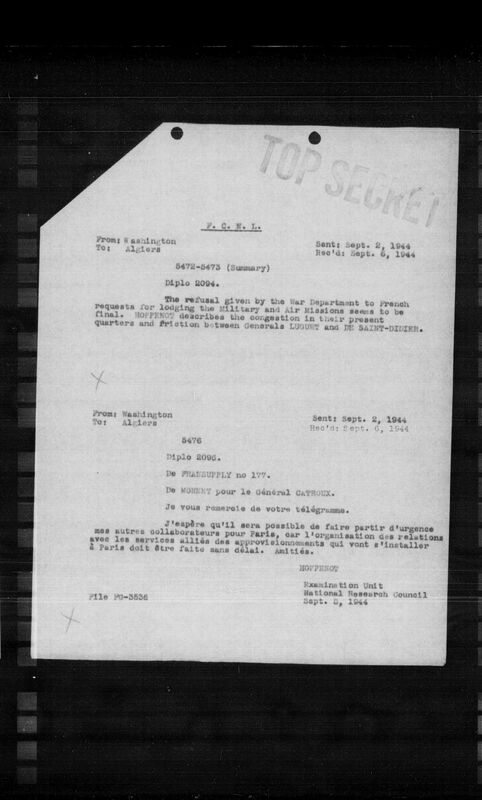 TOP SECRET
F. C. N. L.
From: Washington
To: Algiers
Sent: Sept. 2, 1944
Rec'd: Sept. 6, 1944
5472-5473 (Summary)
Diplo 2094.
The refusal given by the War Department to French
requests for lodging the Military and Air Missions seems to be
final. HOPPENOT describes the congestion in their present
quarters and friction between Generals LUGUET and DE SAINT-DIDIER.
From: Washington
To: Algiers
Sent: Sept. 2, 1944
Rec'd: Sept. 6, 1944
5476
Diplo 2096.
De FRANSUPPLY no 177.
De MONNET pour le Général CATROUX.
Je vous remercie de votre télégramme.
J'espère qu'il sera possible de faire partir d'urgence
mes autres collaborateurs pour Paris, car l'organisation des relations
avec les services alliés des approvisionnements qui vont s'installer
à Paris doit être faite sans délai. Amitiés.
HOPPENOT
Examination Unit
National Research Council
Sept. 8, 1944
File FG-3536